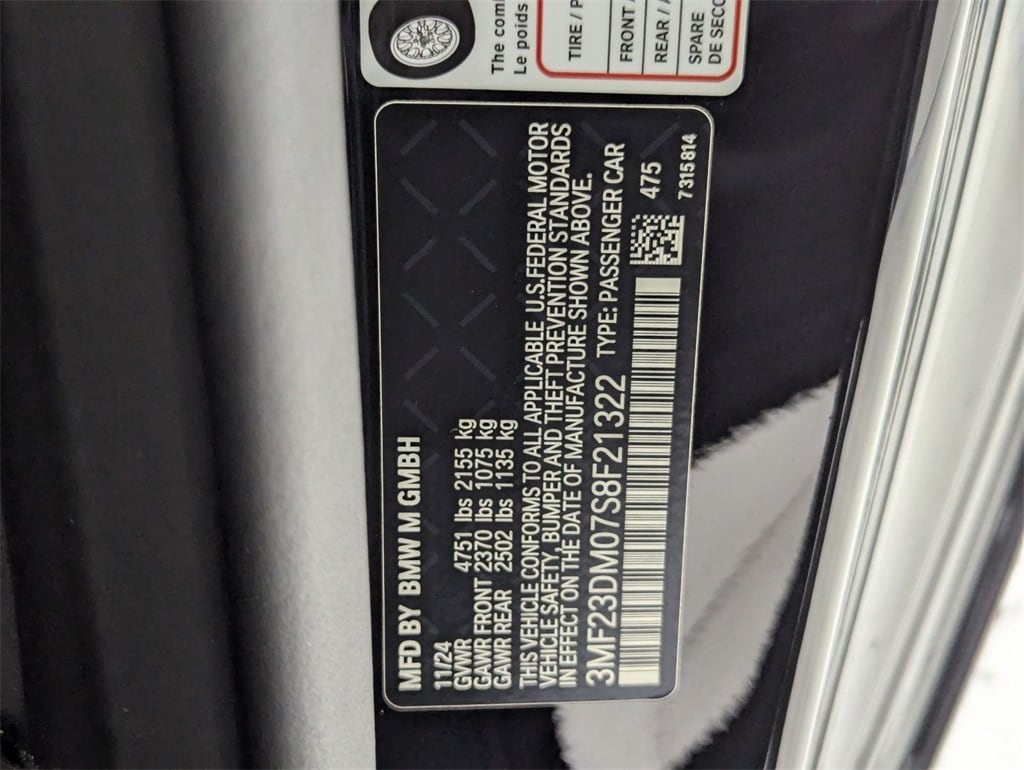 The com
Le poids
TIRE / P
FRONT /
REAR /
SPARE
DE SECO
MFD BY BMW M GMBH
11/24
GVWR 4751 lbs 2155 kg
GAWR FRONT 2370 lbs 1075 kg
GAWR REAR 2502 lbs 1135 kg
THIS VEHICLE CONFORMS TO ALL APPLICABLE U.S.FEDERAL MOTOR
VEHICLE SAFETY, BUMPER AND THEFT PREVENTION STANDARDS
IN EFFECT ON THE DATE OF MANUFACTURE SHOWN ABOVE.
3MF23DM07S8F21322 TYPE: PASSENGER CAR
475
7315814